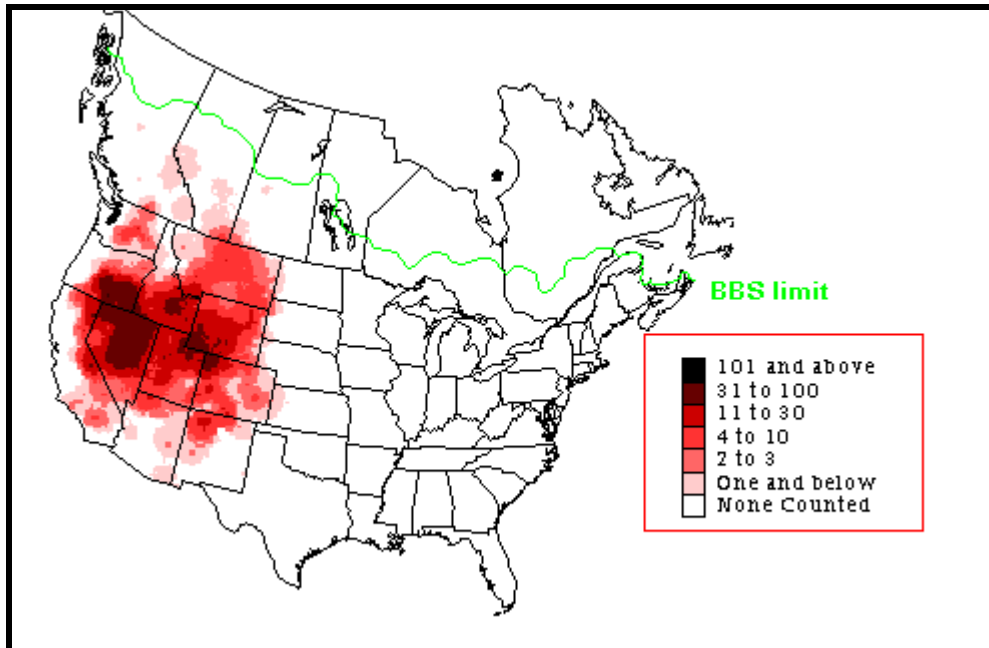 BBS limit
101 and above
31 to 100
11 to 30
4 to 10
2 to 3
One and below
None Counted